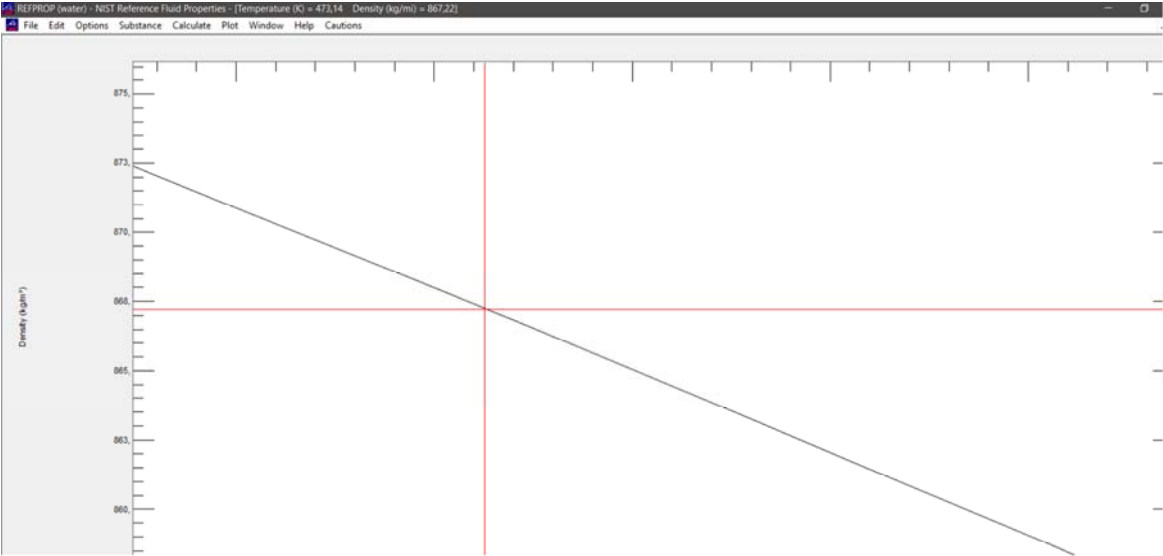 REFPROP (water) - NIST Reference Fluid Properties - [Temperature (K) = 473,14 Density (kg/mi) = 867,22]
File Edit Options Substance Calculate Plot Window Help Cautions
875,
873,
870,
868,
865,
863,
860,
Density (kg/m³)